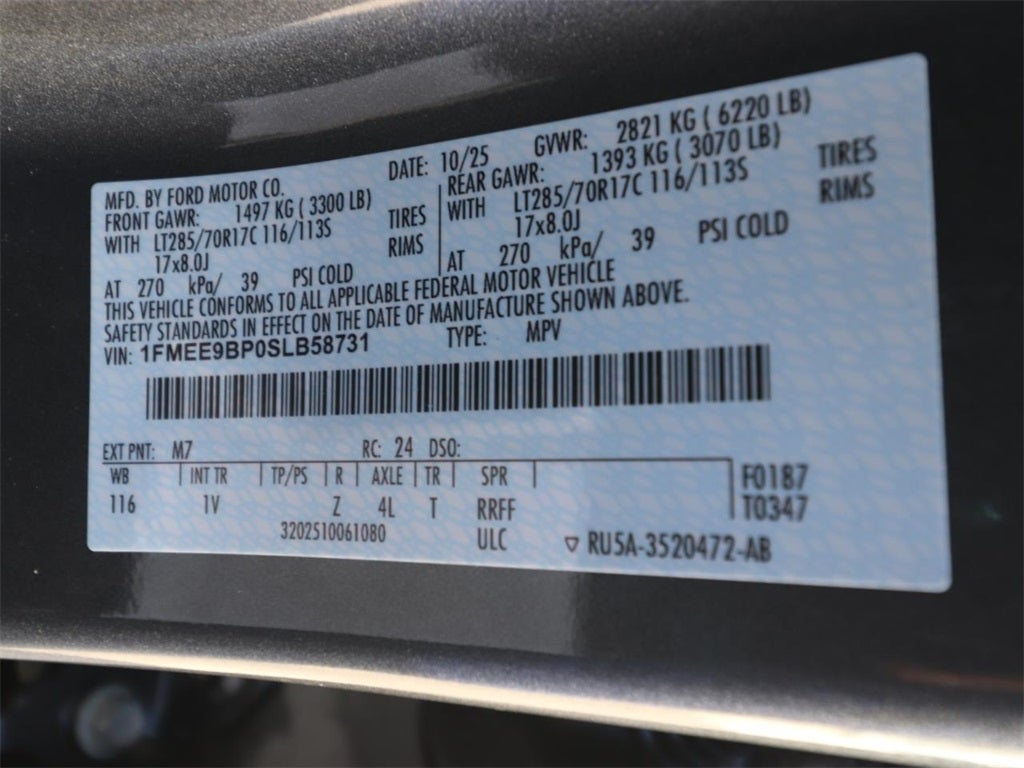 MFD. BY FORD MOTOR CO. DATE: 10/25 GVWR: 2821 KG ( 6220 LB)
FRONT GAWR: 1497 KG ( 3300 LB) REAR GAWR: 1393 KG ( 3070 LB)
WITH LT285/70R17C 116/113S TIRES WITH LT285/70R17C 116/113S TIRES
17x8.0J RIMS 17x8.0J RIMS
AT 270 kPa/ 39 PSI COLD AT 270 kPa/ 39 PSI COLD
THIS VEHICLE CONFORMS TO ALL APPLICABLE FEDERAL MOTOR VEHICLE
SAFETY STANDARDS IN EFFECT ON THE DATE OF MANUFACTURE SHOWN ABOVE.
VIN: 1FMEE9BP0SLB58731 TYPE: MPV
EXT PNT: M7 RC: 24 DSO:
WB INT TR TP/PS R AXLE TR SPR F0187
116 1V Z 4L T RRFF T0347
3202510061080 ULC ▽ RU5A-3520472-AB